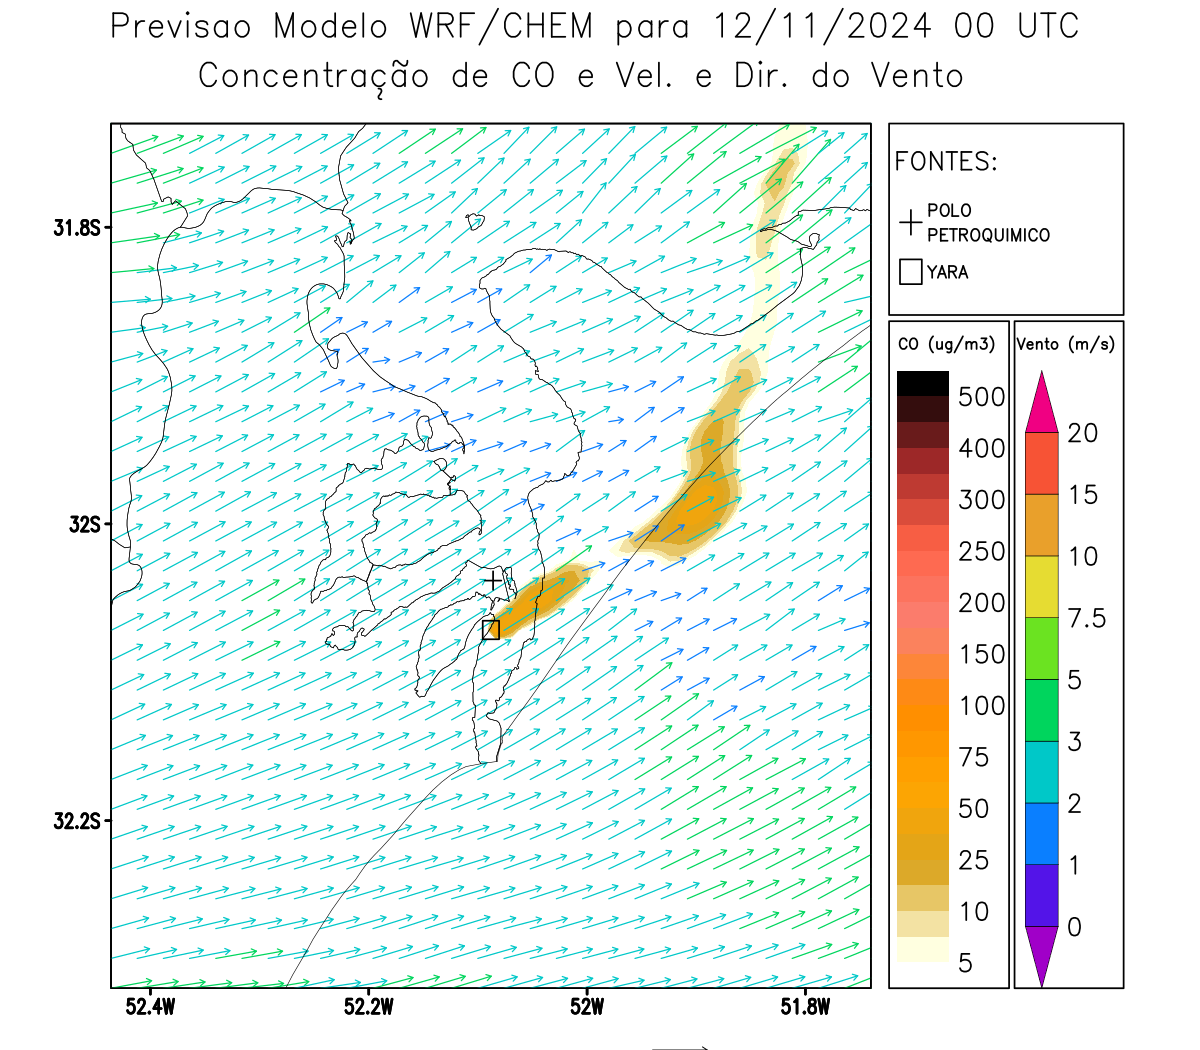 Previsao Modelo WRF/CHEM para 12/11/2024 00 UTC
Concentração de CO e Vel. e Dir. do Vento
FONTES:
POLO
PETROQUIMICO
YARA
CO (ug/m3)
500
400
300
250
200
150
100
75
50
25
10
5
Vento (m/s)
20
15
10
7.5
5
3
2
1
0
31.8S
32S
32.2S
52.4W
52.2W
52W
51.8W